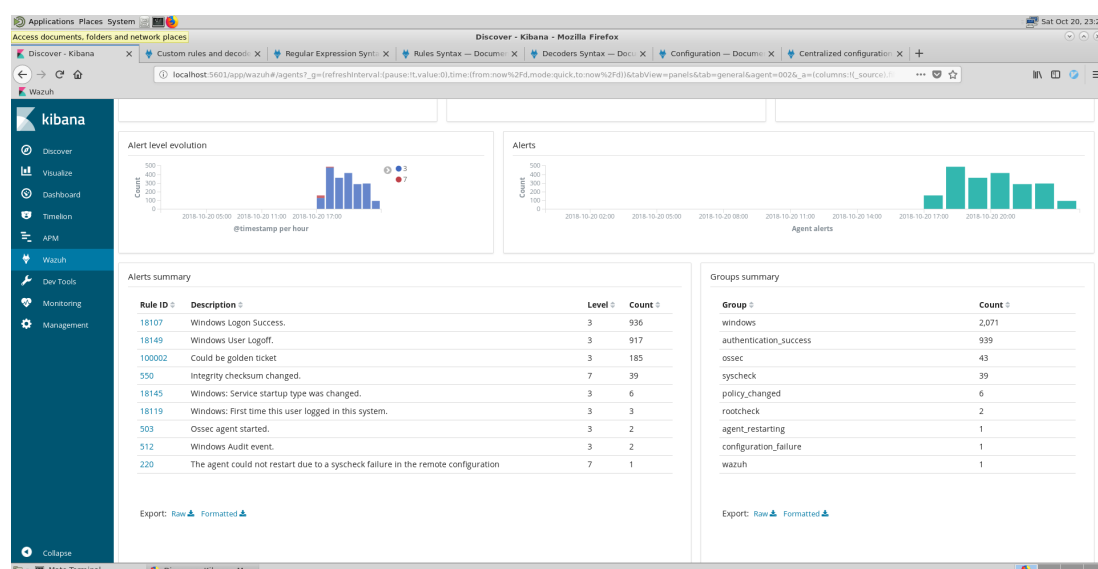 Applications Places System
Sat Oct 20, 23:2
Access documents, folders and network places
Discover - Kibana - Mozilla Firefox
Discover - Kibana
Custom rules and decode
Regular Expression Synta
Rules Syntax — Documen
Decoders Syntax — Docu
Configuration — Documen
Centralized configuration
localhost:5601/app/wazuh#/agents?_g=(refreshInterval:(pause:!t,value:0),time:(from:now%2Fd,mode:quick,to:now%2Fd))&tabView=panels&tab=general&agent=002&_a=(columns:!(_source),f
Wazuh
kibana
Discover
Visualize
Dashboard
Timelion
APM
Wazuh
Dev Tools
Monitoring
Management
Collapse
Alert level evolution
Count
500
400
300
200
100
0
2018-10-20 05:00 2018-10-20 11:00 2018-10-20 17:00
@timestamp per hour
3
7
Alerts
Count
500
400
300
200
100
0
2018-10-20 02:00 2018-10-20 05:00 2018-10-20 08:00 2018-10-20 11:00 2018-10-20 14:00 2018-10-20 17:00 2018-10-20 20:00
Agent alerts
Alerts summary
Rule ID Description Level Count
18107 Windows Logon Success. 3 936
18149 Windows User Logoff. 3 917
100002 Could be golden ticket 3 185
550 Integrity checksum changed. 7 39
18145 Windows: Service startup type was changed. 3 6
18119 Windows: First time this user logged in this system. 3 3
503 Ossec agent started. 3 2
512 Windows Audit event. 3 2
220 The agent could not restart due to a syscheck failure in the remote configuration 7 1
Export: Raw Formatted
Groups summary
Group Count
windows 2,071
authentication_success 939
ossec 43
syscheck 39
policy_changed 6
rootcheck 2
agent_restarting 1
configuration_failure 1
wazuh 1
Export: Raw Formatted